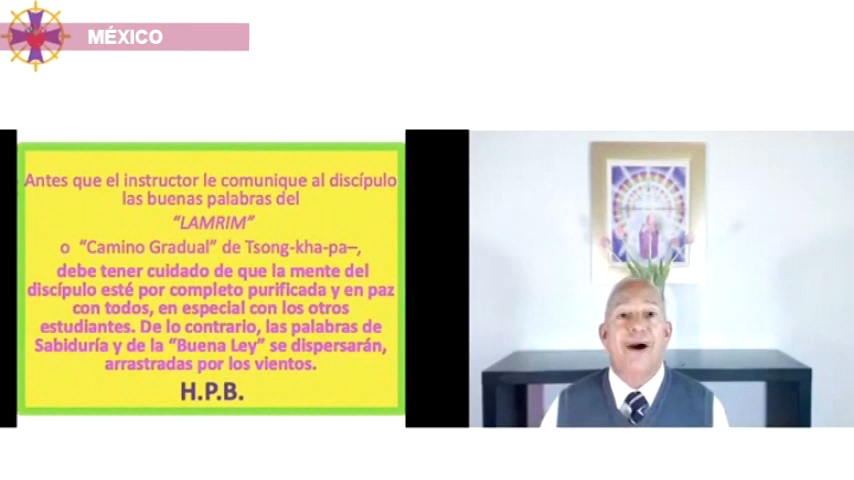 MÉXICO
Antes que el instructor le comunique al discípulo
las buenas palabras del
“LAMRIM”
o “Camino Gradual” de Tsong-kha-pa–,
debe tener cuidado de que la mente del
discípulo esté por completo purificada y en paz
con todos, en especial con los otros
estudiantes. De lo contrario, las palabras de
Sabiduría y de la “Buena Ley” se dispersarán,
arrastradas por los vientos.
H.P.B.